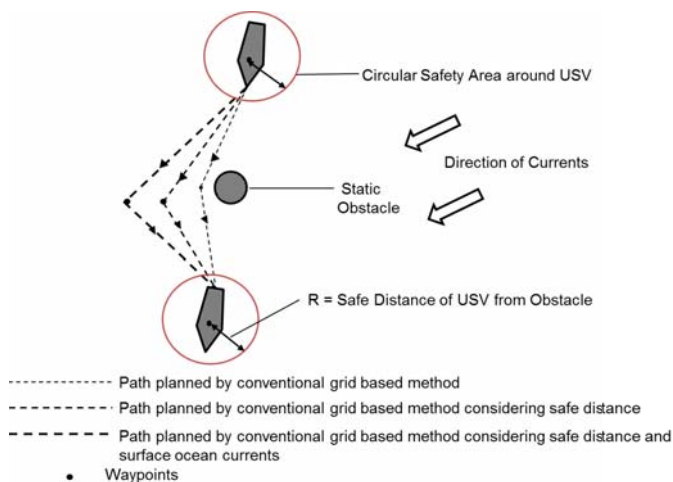 Circular Safety Area around USV
Direction of Currents
Static
Obstacle
R = Safe Distance of USV from Obstacle
Path planned by conventional grid based method
Path planned by conventional grid based method considering safe distance
Path planned by conventional grid based method considering safe distance and
surface ocean currents
Waypoints